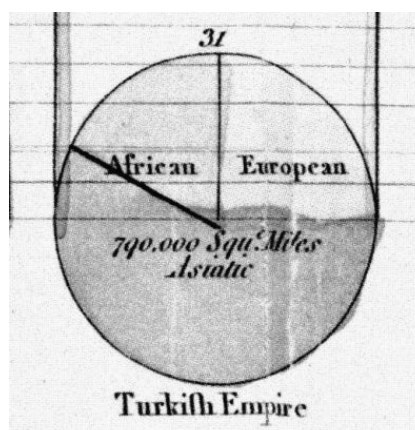 31
African European
790.000 Squ.ᵉ Miles
Asiatic
Turkiſh Empire